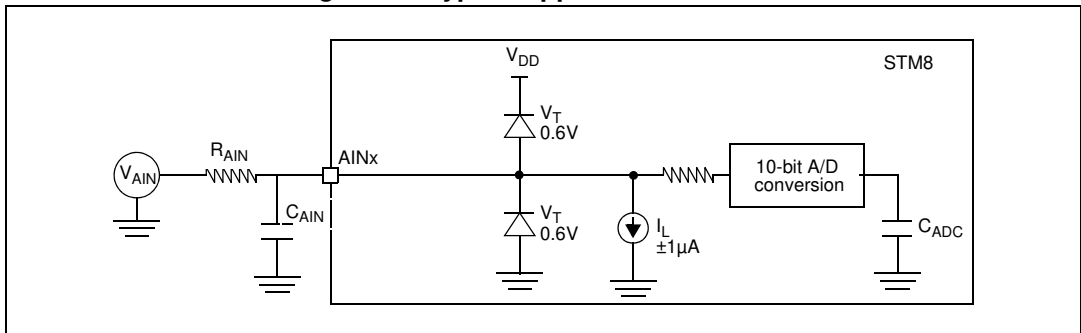 V_DD
STM8
V_T
0.6V
R_AIN
AINx
V_AIN
10-bit A/D
conversion
C_AIN
V_T
0.6V
I_L
±1µA
C_ADC